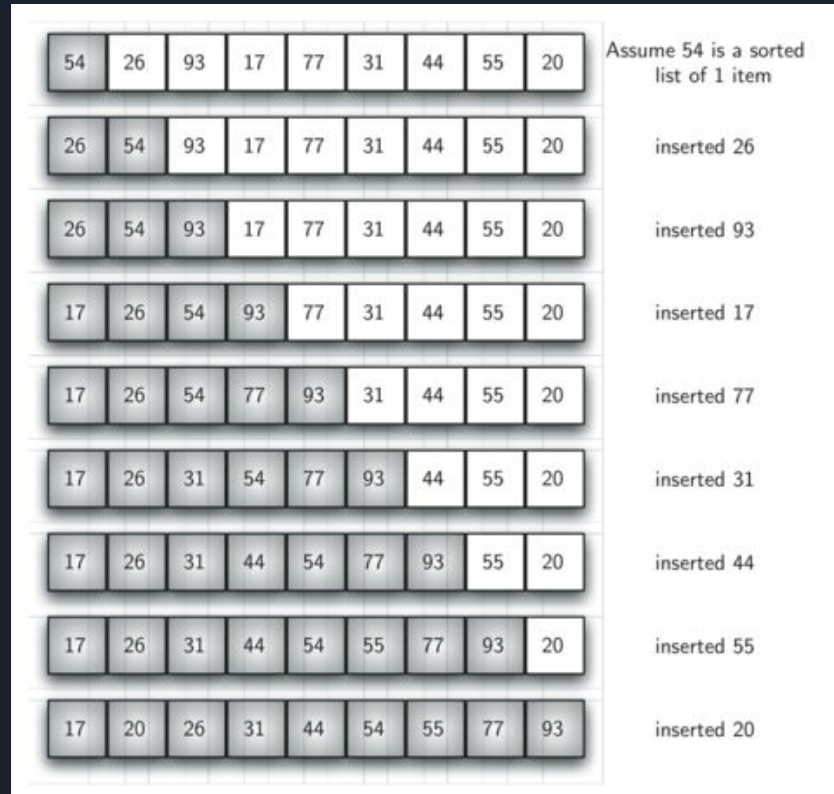 54 26 93 17 77 31 44 55 20 Assume 54 is a sorted
list of 1 item
26 54 93 17 77 31 44 55 20 inserted 26
26 54 93 17 77 31 44 55 20 inserted 93
17 26 54 93 77 31 44 55 20 inserted 17
17 26 54 77 93 31 44 55 20 inserted 77
17 26 31 54 77 93 44 55 20 inserted 31
17 26 31 44 54 77 93 55 20 inserted 44
17 26 31 44 54 55 77 93 20 inserted 55
17 20 26 31 44 54 55 77 93 inserted 20